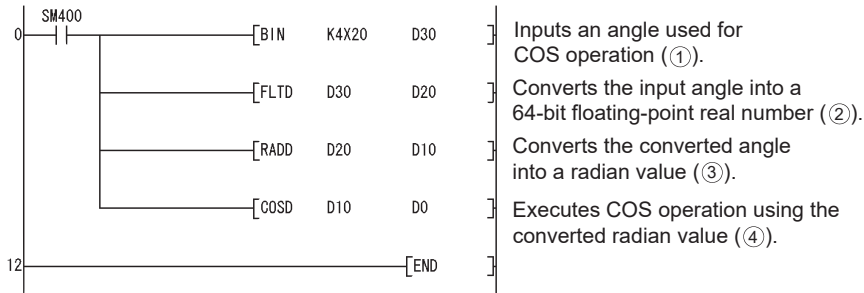 SM400
0 [BIN K4X20 D30 ] Inputs an angle used for
COS operation (①).
[FLTD D30 D20 ] Converts the input angle into a
64-bit floating-point real number (②).
[RADD D20 D10 ] Converts the converted angle
into a radian value (③).
[COSD D10 D0 ] Executes COS operation using the
converted radian value (④).
12 [END ]